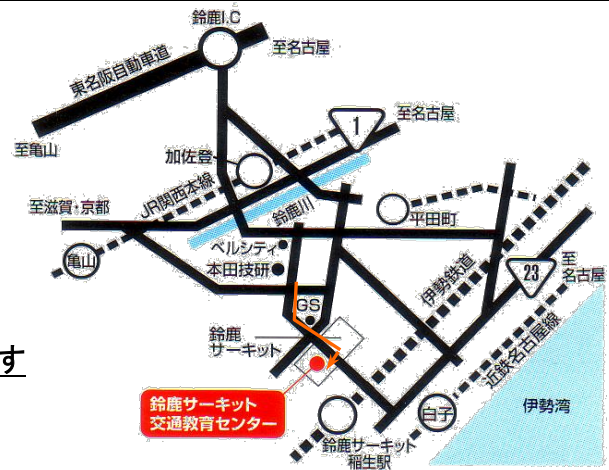 鈴鹿I.C
至名古屋
東名阪自動車道
至亀山
1
至名古屋
加佐登
JR関西本線
至滋賀・京都
鈴鹿川
平田町
亀山
ベルシティ
本田技研
伊勢鉄道
23
至
名古屋
GS
鈴鹿
サーキット
近鉄名古屋線
す
鈴鹿サーキット
交通教育センター
白子
伊勢湾
鈴鹿サーキット
稲生駅